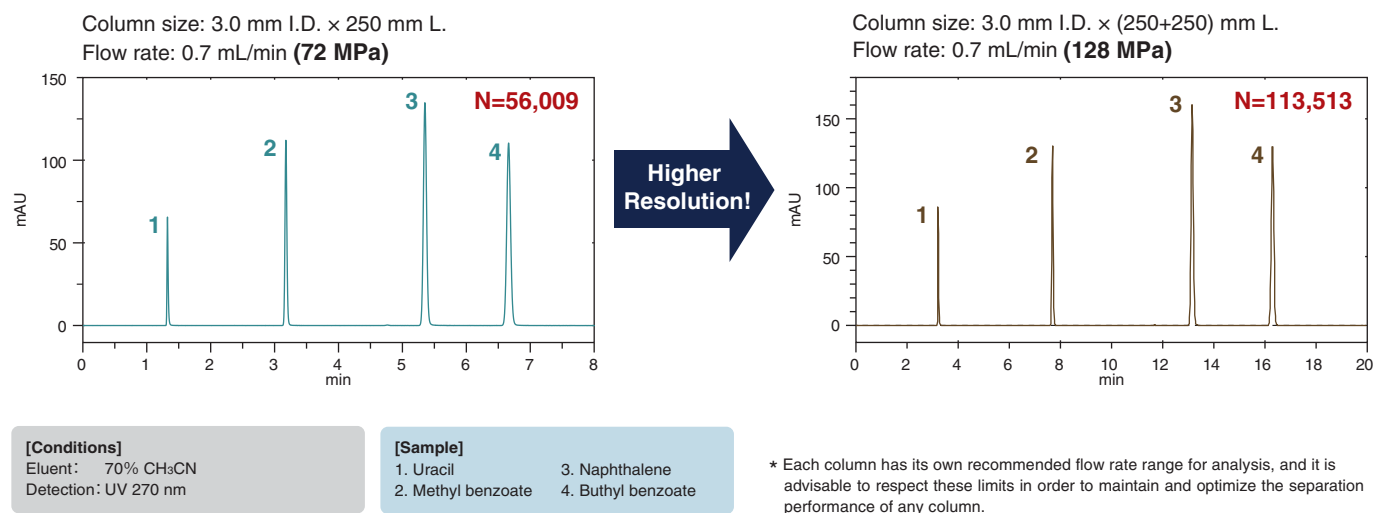 Column size: 3.0 mm I.D. × 250 mm L.
Flow rate: 0.7 mL/min (72 MPa)
150
100
50
0
mAU
1
2
3
4
N=56,009
0 1 2 3 4 5 6 7 8
min
Higher
Resolution!
Column size: 3.0 mm I.D. × (250+250) mm L.
Flow rate: 0.7 mL/min (128 MPa)
150
100
50
0
mAU
1
2
3
4
N=113,513
0 2 4 6 8 10 12 14 16 18 20
min
[Conditions]
Eluent: 70% CH₃CN
Detection: UV 270 nm
[Sample]
1. Uracil 3. Naphthalene
2. Methyl benzoate 4. Buthyl benzoate
* Each column has its own recommended flow rate range for analysis, and it is
advisable to respect these limits in order to maintain and optimize the separation
performance of any column.